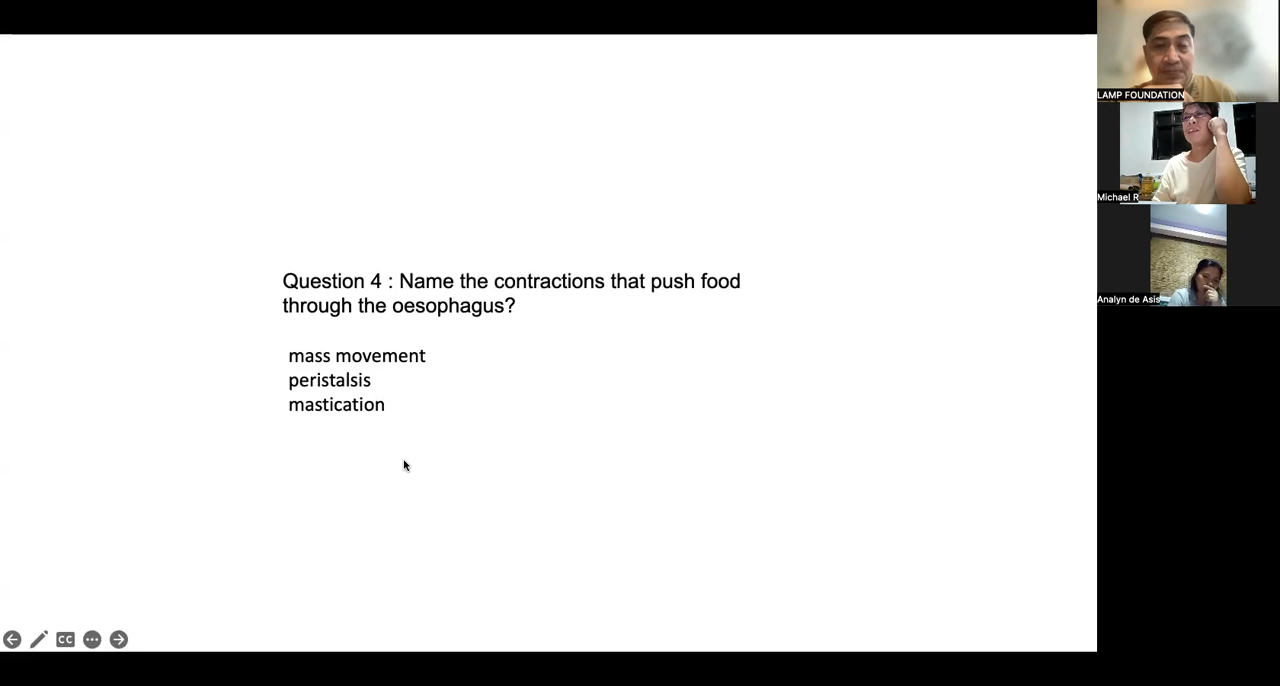 Question 4 : Name the contractions that push food
through the oesophagus?
mass movement
peristalsis
mastication
LAMP FOUNDATION
Michael R
Analyn de Asis
CC